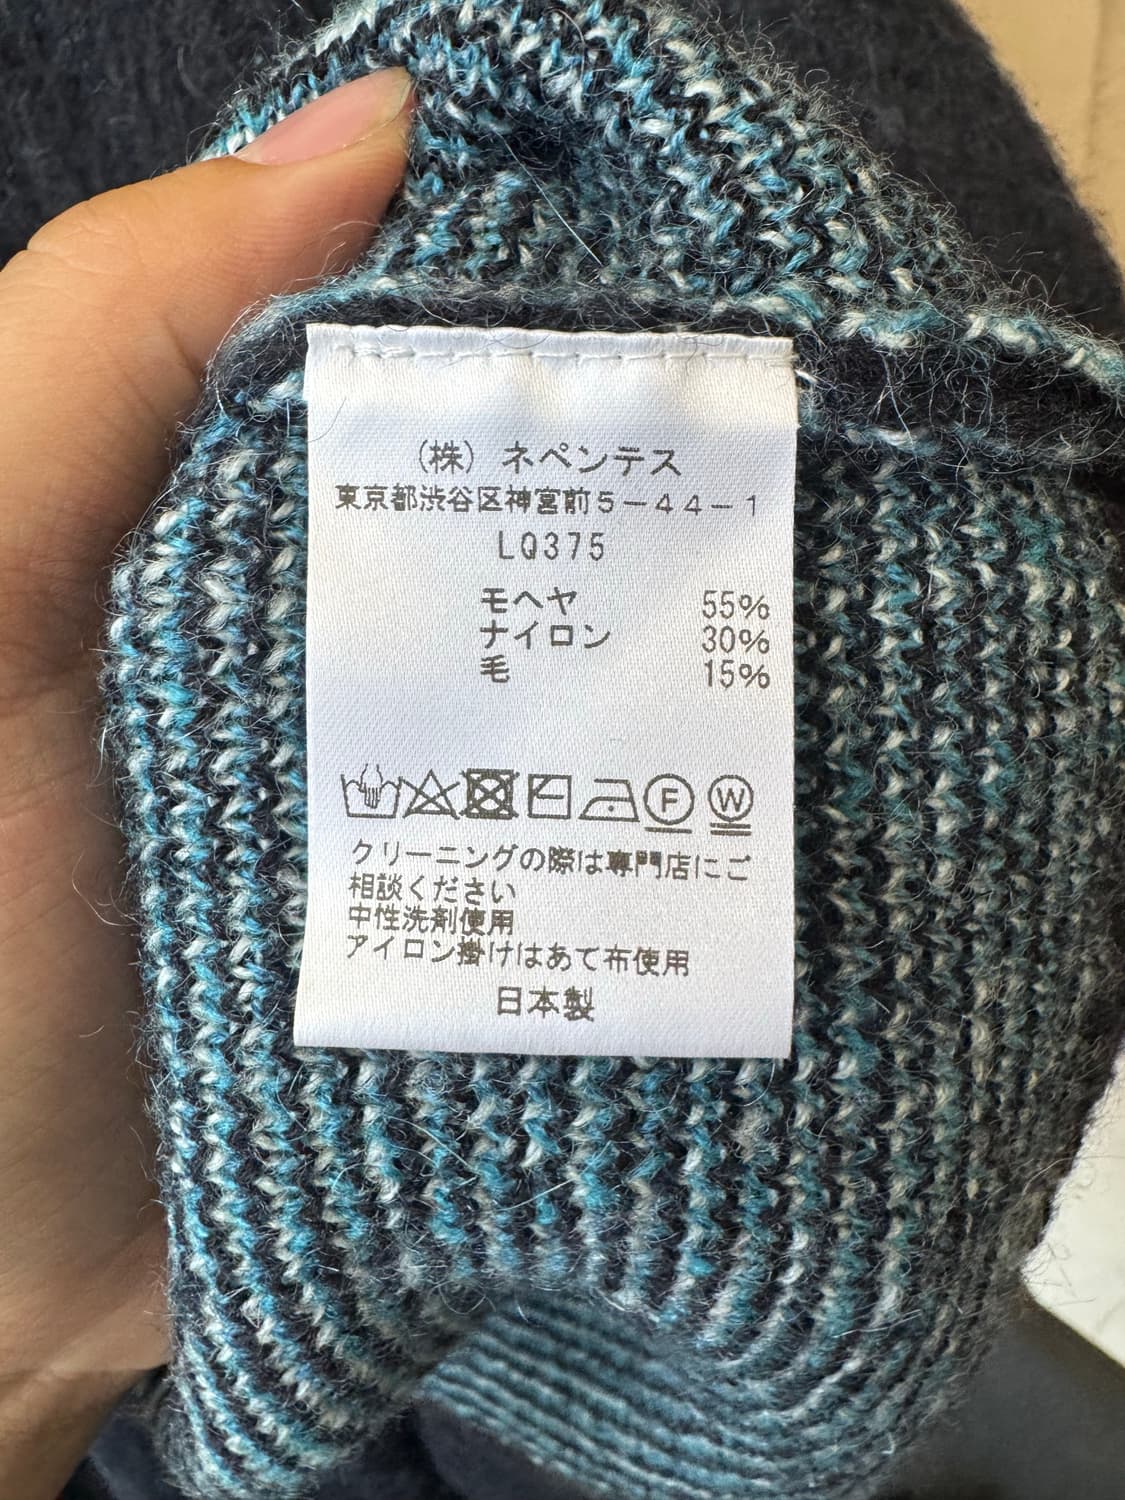 (株) ネペンテス
東京都渋谷区神宮前5-44-1
LQ375
モヘヤ 55%
ナイロン 30%
毛 15%
F W
クリーニングの際は専門店にご
相談ください
中性洗剤使用
アイロン掛けはあて布使用
日本製